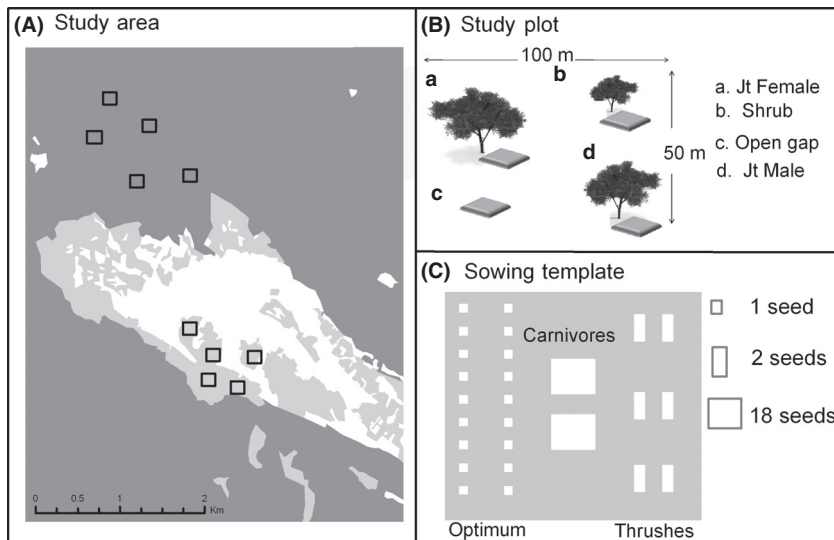 (A) Study area
0 0.5 1 2
Km
(B) Study plot
100 m
a
b
c
d
50 m
a. Jt Female
b. Shrub
c. Open gap
d. Jt Male
(C) Sowing template
Carnivores
Optimum
Thrushes
1 seed
2 seeds
18 seeds